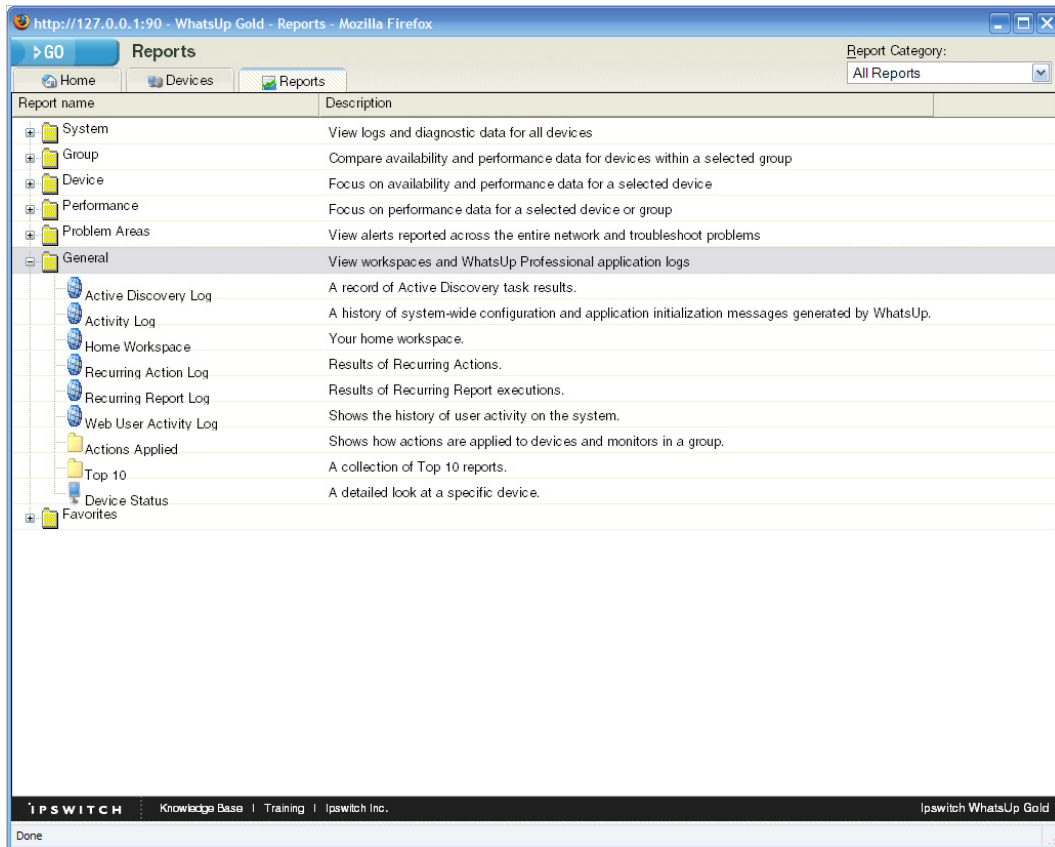 http://127.0.0.1:90 - WhatsUp Gold - Reports - Mozilla Firefox
GO Reports Report Category:
Home Devices Reports All Reports
Report name Description
System View logs and diagnostic data for all devices
Group Compare availability and performance data for devices within a selected group
Device Focus on availability and performance data for a selected device
Performance Focus on performance data for a selected device or group
Problem Areas View alerts reported across the entire network and troubleshoot problems
General View workspaces and WhatsUp Professional application logs
Active Discovery Log A record of Active Discovery task results.
Activity Log A history of system-wide configuration and application initialization messages generated by WhatsUp.
Home Workspace Your home workspace.
Recurring Action Log Results of Recurring Actions.
Recurring Report Log Results of Recurring Report executions.
Web User Activity Log Shows the history of user activity on the system.
Actions Applied Shows how actions are applied to devices and monitors in a group.
Top 10 A collection of Top 10 reports.
Device Status A detailed look at a specific device.
Favorites
IPSWITCH Knowledge Base | Training | Ipswitch Inc. Ipswitch WhatsUp Gold
Done